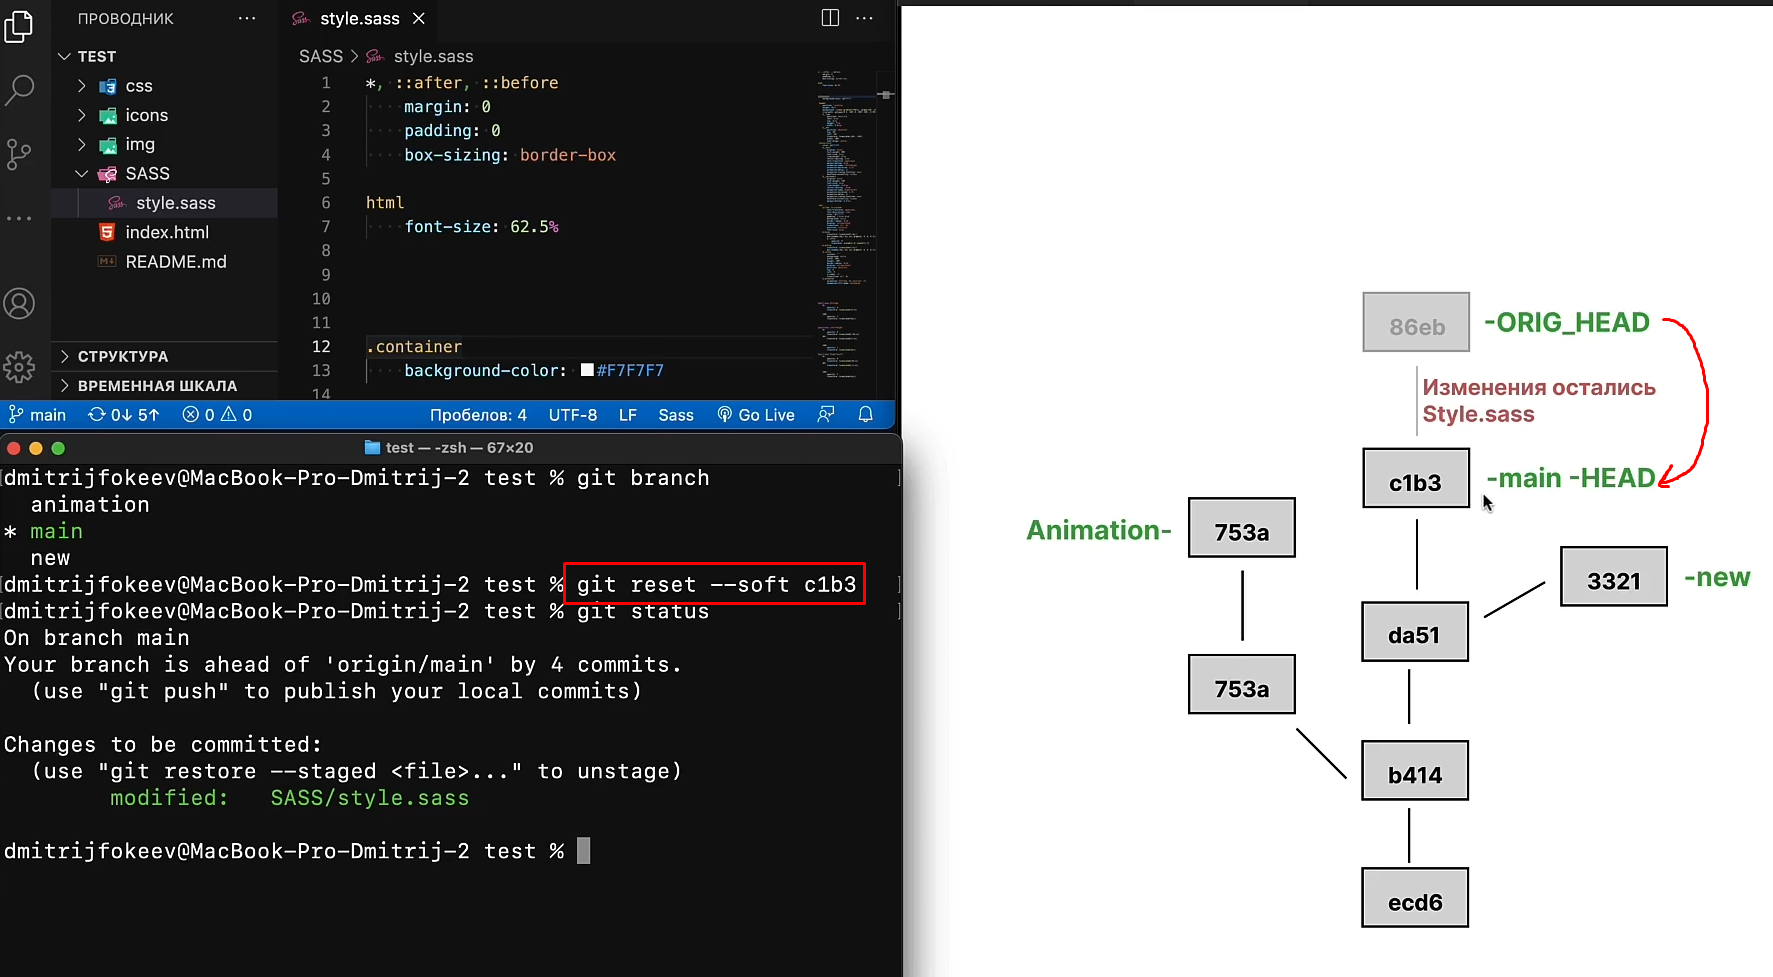 ПРОВОДНИК
TEST
css
icons
img
SASS
style.sass
index.html
README.md
СТРУКТУРА
ВРЕМЕННАЯ ШКАЛА
style.sass
SASS > style.sass
1 *, ::after, ::before
2 margin: 0
3 padding: 0
4 box-sizing: border-box
5
6 html
7 font-size: 62.5%
8
9
10
11
12 .container
13 background-color: #F7F7F7
14
main 0↓ 5↑ 0 0 Пробелов: 4 UTF-8 LF Sass Go Live
test — -zsh — 67×20
dmitrijfokeev@MacBook-Pro-Dmitrij-2 test % git branch
animation
* main
new
dmitrijfokeev@MacBook-Pro-Dmitrij-2 test % git reset --soft c1b3
dmitrijfokeev@MacBook-Pro-Dmitrij-2 test % git status
On branch main
Your branch is ahead of 'origin/main' by 4 commits.
(use "git push" to publish your local commits)
Changes to be committed:
(use "git restore --staged <file>..." to unstage)
modified: SASS/style.sass
dmitrijfokeev@MacBook-Pro-Dmitrij-2 test %
86eb -ORIG_HEAD
Изменения остались
Style.sass
c1b3 -main -HEAD
Animation- 753a
3321 -new
da51
753a
b414
ecd6